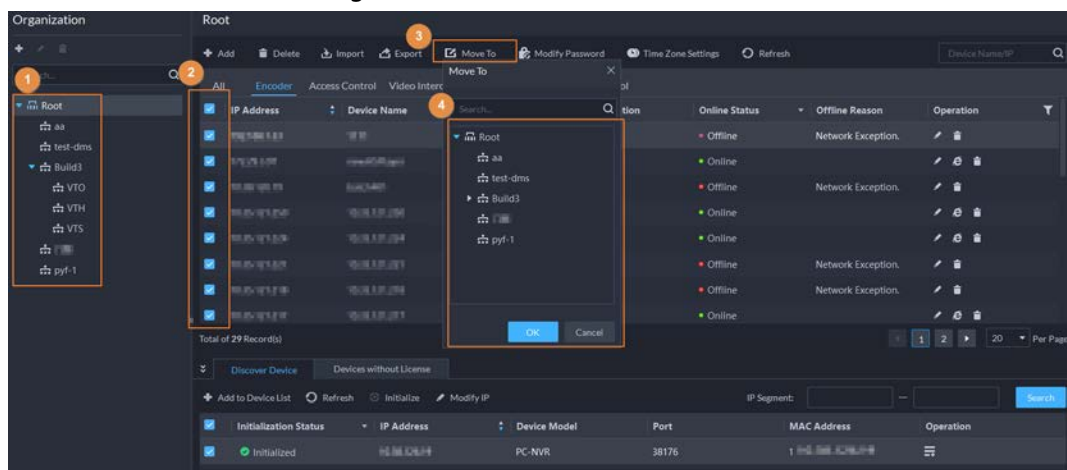 Organization
Root
Add Delete Import Export Move To Modify Password Time Zone Settings Refresh Device Name/IP
3
1
2
All Encoder Access Control Video Interc ol
Move To
4
Search...
Root
aa
test-dms
Build3
VTO
VTH
VTS
pyf-1
IP Address Device Name tion Online Status Offline Reason Operation
Offline Network Exception.
Online
Offline Network Exception.
Online
Online
Offline Network Exception.
Offline Network Exception.
Online
Root
aa
test-dms
Build3
pyf-1
OK Cancel
Total of 29 Record(s)
1 2 20 Per Page
Discover Device Devices without License
Add to Device List Refresh Initialize Modify IP IP Segment: Search
Initialization Status IP Address Device Model Port MAC Address Operation
Initialized PC-NVR 38176 1